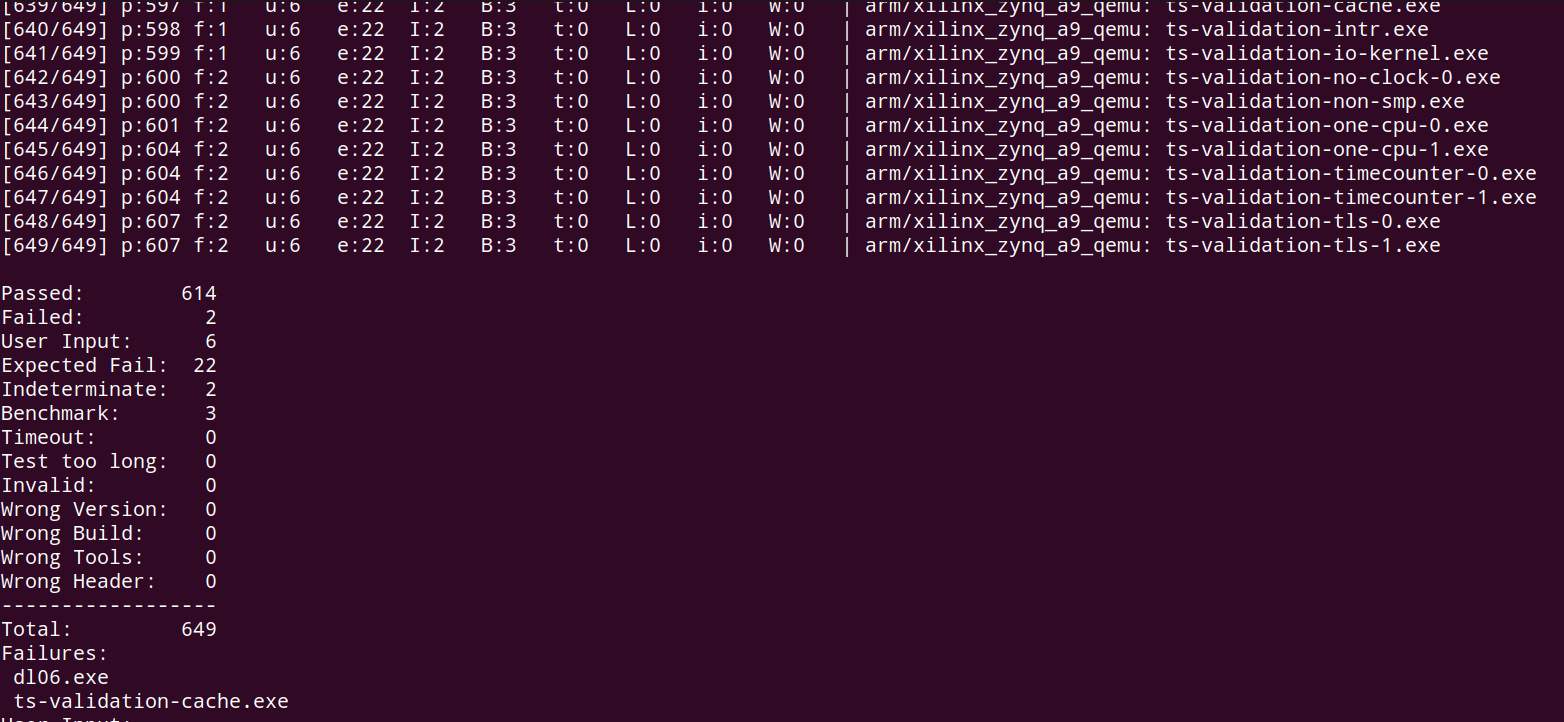 [639/649] p:597 f:1   u:6   e:22  I:2   B:3   t:0   L:0   i:0   W:0   | arm/xilinx_zynq_a9_qemu: ts-validation-cache.exe
[640/649] p:598 f:1   u:6   e:22  I:2   B:3   t:0   L:0   i:0   W:0   | arm/xilinx_zynq_a9_qemu: ts-validation-intr.exe
[641/649] p:599 f:1   u:6   e:22  I:2   B:3   t:0   L:0   i:0   W:0   | arm/xilinx_zynq_a9_qemu: ts-validation-io-kernel.exe
[642/649] p:600 f:2   u:6   e:22  I:2   B:3   t:0   L:0   i:0   W:0   | arm/xilinx_zynq_a9_qemu: ts-validation-no-clock-0.exe
[643/649] p:600 f:2   u:6   e:22  I:2   B:3   t:0   L:0   i:0   W:0   | arm/xilinx_zynq_a9_qemu: ts-validation-non-smp.exe
[644/649] p:601 f:2   u:6   e:22  I:2   B:3   t:0   L:0   i:0   W:0   | arm/xilinx_zynq_a9_qemu: ts-validation-one-cpu-0.exe
[645/649] p:604 f:2   u:6   e:22  I:2   B:3   t:0   L:0   i:0   W:0   | arm/xilinx_zynq_a9_qemu: ts-validation-one-cpu-1.exe
[646/649] p:604 f:2   u:6   e:22  I:2   B:3   t:0   L:0   i:0   W:0   | arm/xilinx_zynq_a9_qemu: ts-validation-timecounter-0.exe
[647/649] p:604 f:2   u:6   e:22  I:2   B:3   t:0   L:0   i:0   W:0   | arm/xilinx_zynq_a9_qemu: ts-validation-timecounter-1.exe
[648/649] p:607 f:2   u:6   e:22  I:2   B:3   t:0   L:0   i:0   W:0   | arm/xilinx_zynq_a9_qemu: ts-validation-tls-0.exe
[649/649] p:607 f:2   u:6   e:22  I:2   B:3   t:0   L:0   i:0   W:0   | arm/xilinx_zynq_a9_qemu: ts-validation-tls-1.exe
Passed:        614
Failed:          2
User Input:      6
Expected Fail:  22
Indeterminate:   2
Benchmark:       3
Timeout:         0
Test too long:   0
Invalid:         0
Wrong Version:   0
Wrong Build:     0
Wrong Tools:     0
Wrong Header:    0
------------------
Total:         649
Failures:
 dl06.exe
 ts-validation-cache.exe
User Input: